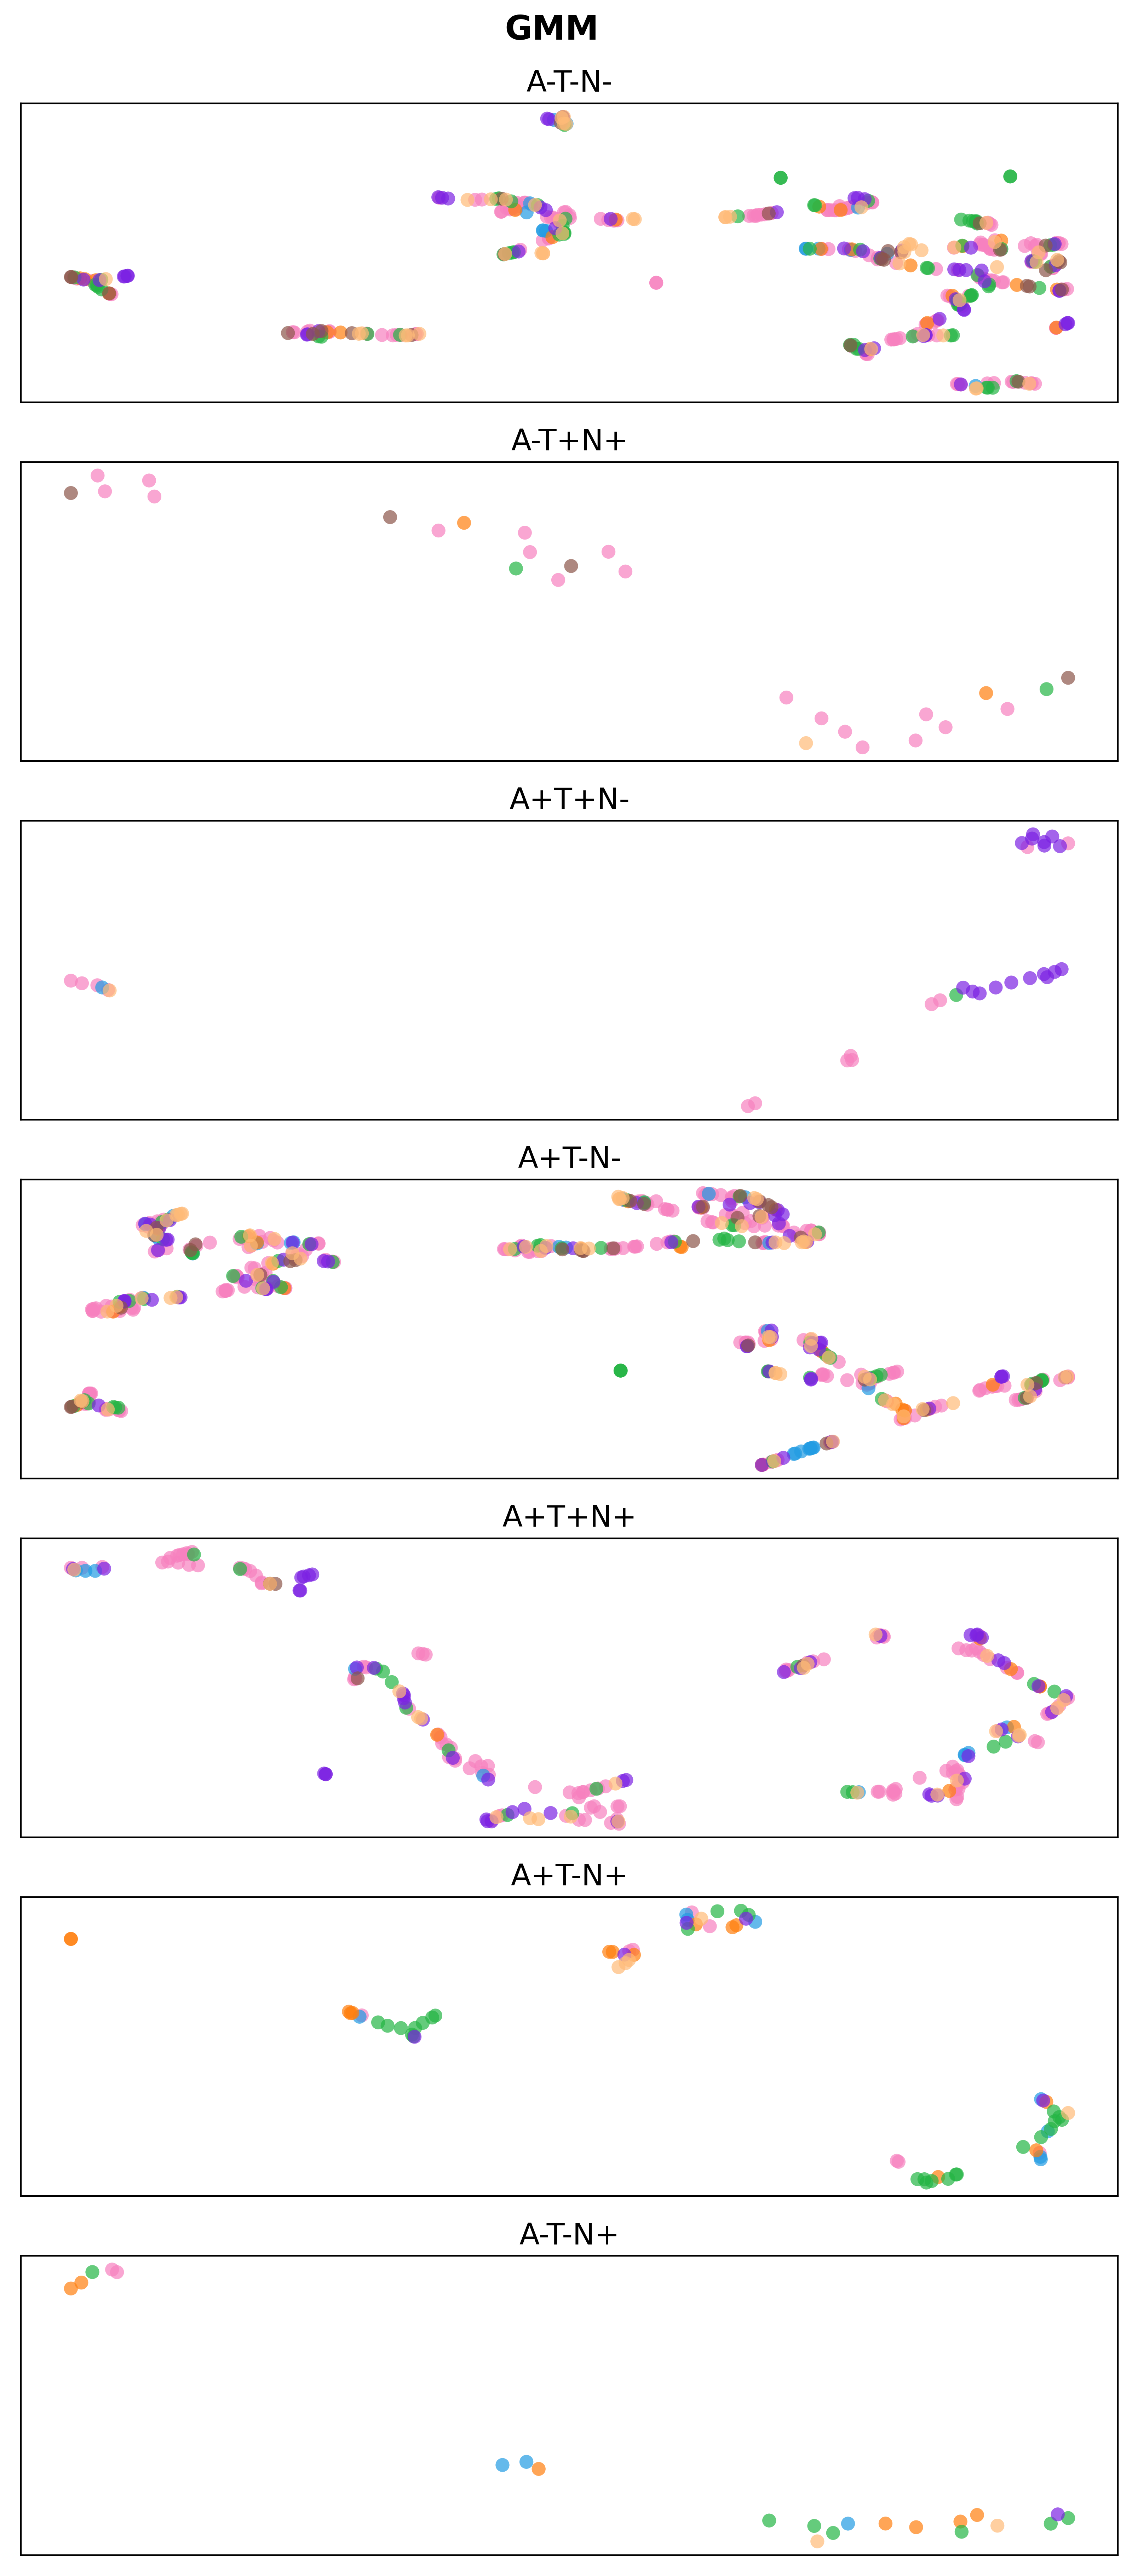 GMM
A-T-N-
A-T+N+
A+T+N-
A+T-N-
A+T+N+
A+T-N+
A-T-N+